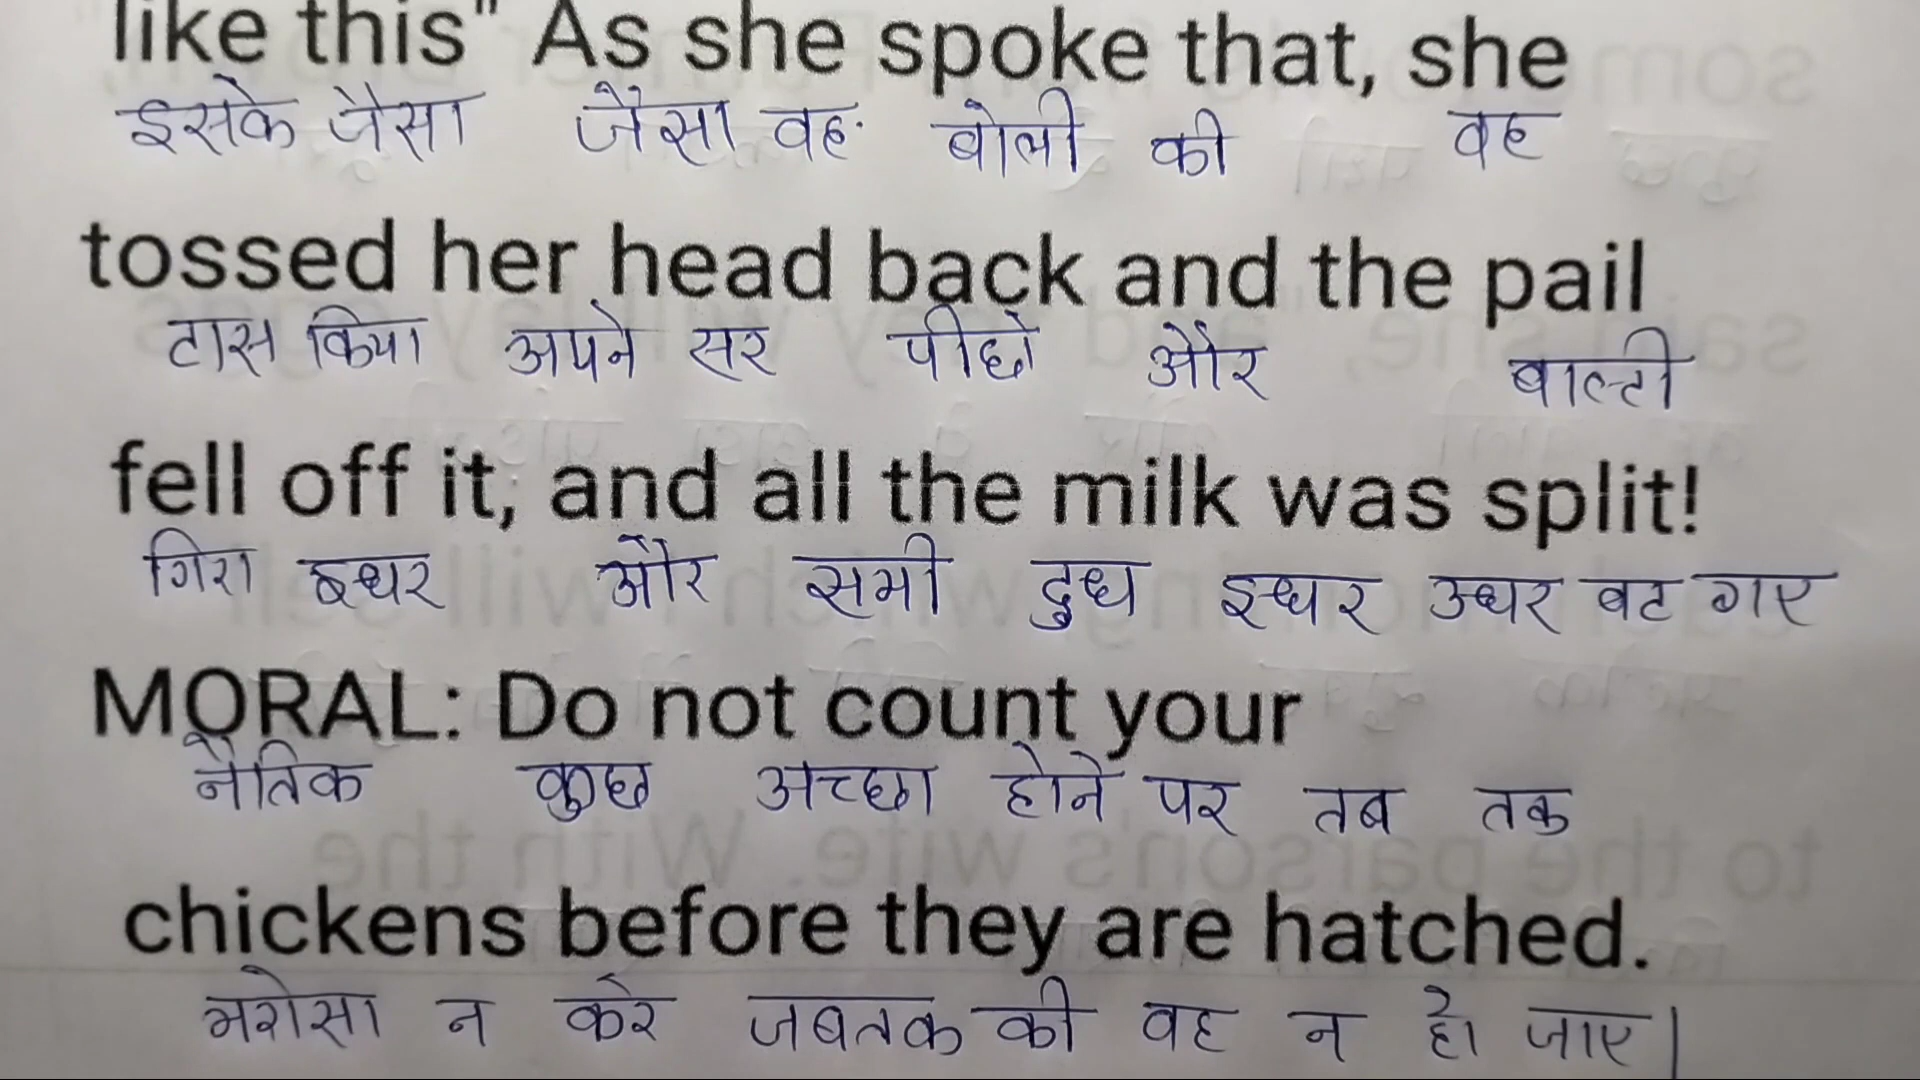 like this" As she spoke that, she
इसके जैसा जैसा वह बोली की वह
tossed her head back and the pail
टास किया अपने सर पीछे और बाल्टी
fell off it, and all the milk was split!
गिरा इधर और सभी दुध इधर उधर बट गए
MORAL: Do not count your
नैतिक कुछ अच्छा होने पर तब तक
chickens before they are hatched.
भरोसा न करे जबतक की वह न हो जाए|